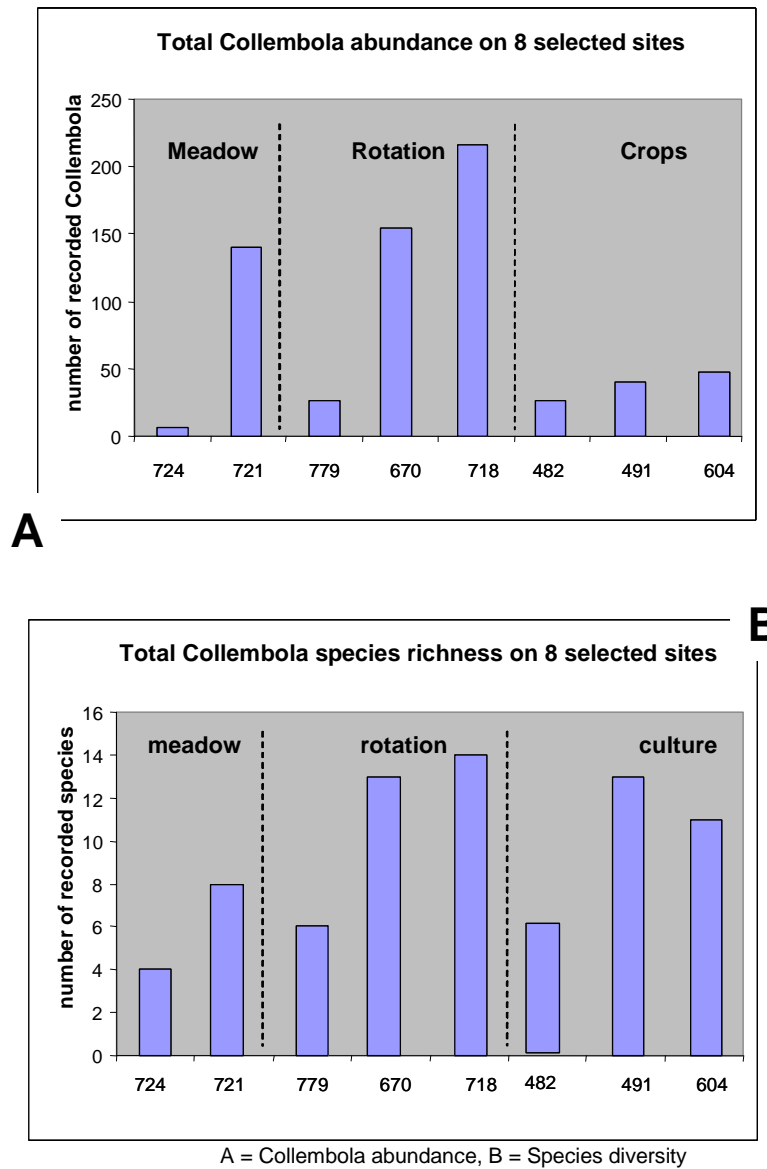 Total Collembola abundance on 8 selected sites
number of recorded Collembola
250
200
150
100
50
0
Meadow Rotation Crops
724 721 779 670 718 482 491 604
A
B
Total Collembola species richness on 8 selected sites
number of recorded species
16
14
12
10
8
6
4
2
0
meadow rotation culture
724 721 779 670 718 482 491 604
A = Collembola abundance, B = Species diversity